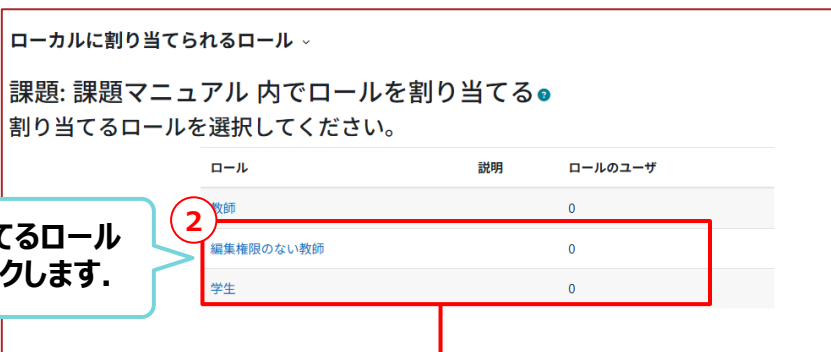 ローカルに割り当てられるロール
課題: 課題マニュアル 内でロールを割り当てる
割り当てるロールを選択してください。
ロール 説明 ロールのユーザ
教師 0
編集権限のない教師 0
学生 0
2
てるロール
クします.